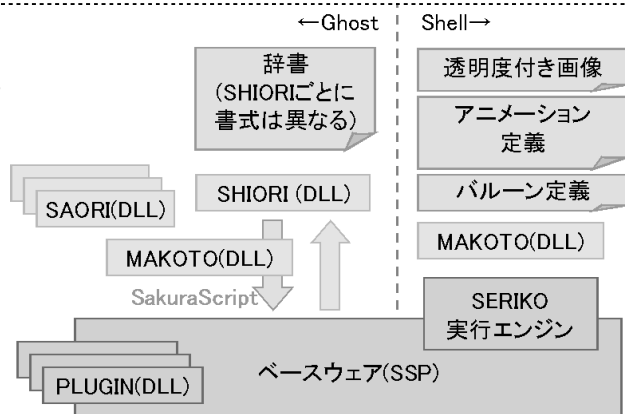 ←Ghost
Shell→
辞書
(SHIORIごとに
書式は異なる)
透明度付き画像
アニメーション
定義
バルーン定義
SAORI(DLL)
SHIORI (DLL)
MAKOTO(DLL)
MAKOTO(DLL)
SakuraScript
SERIKO
実行エンジン
ベースウェア(SSP)
PLUGIN(DLL)